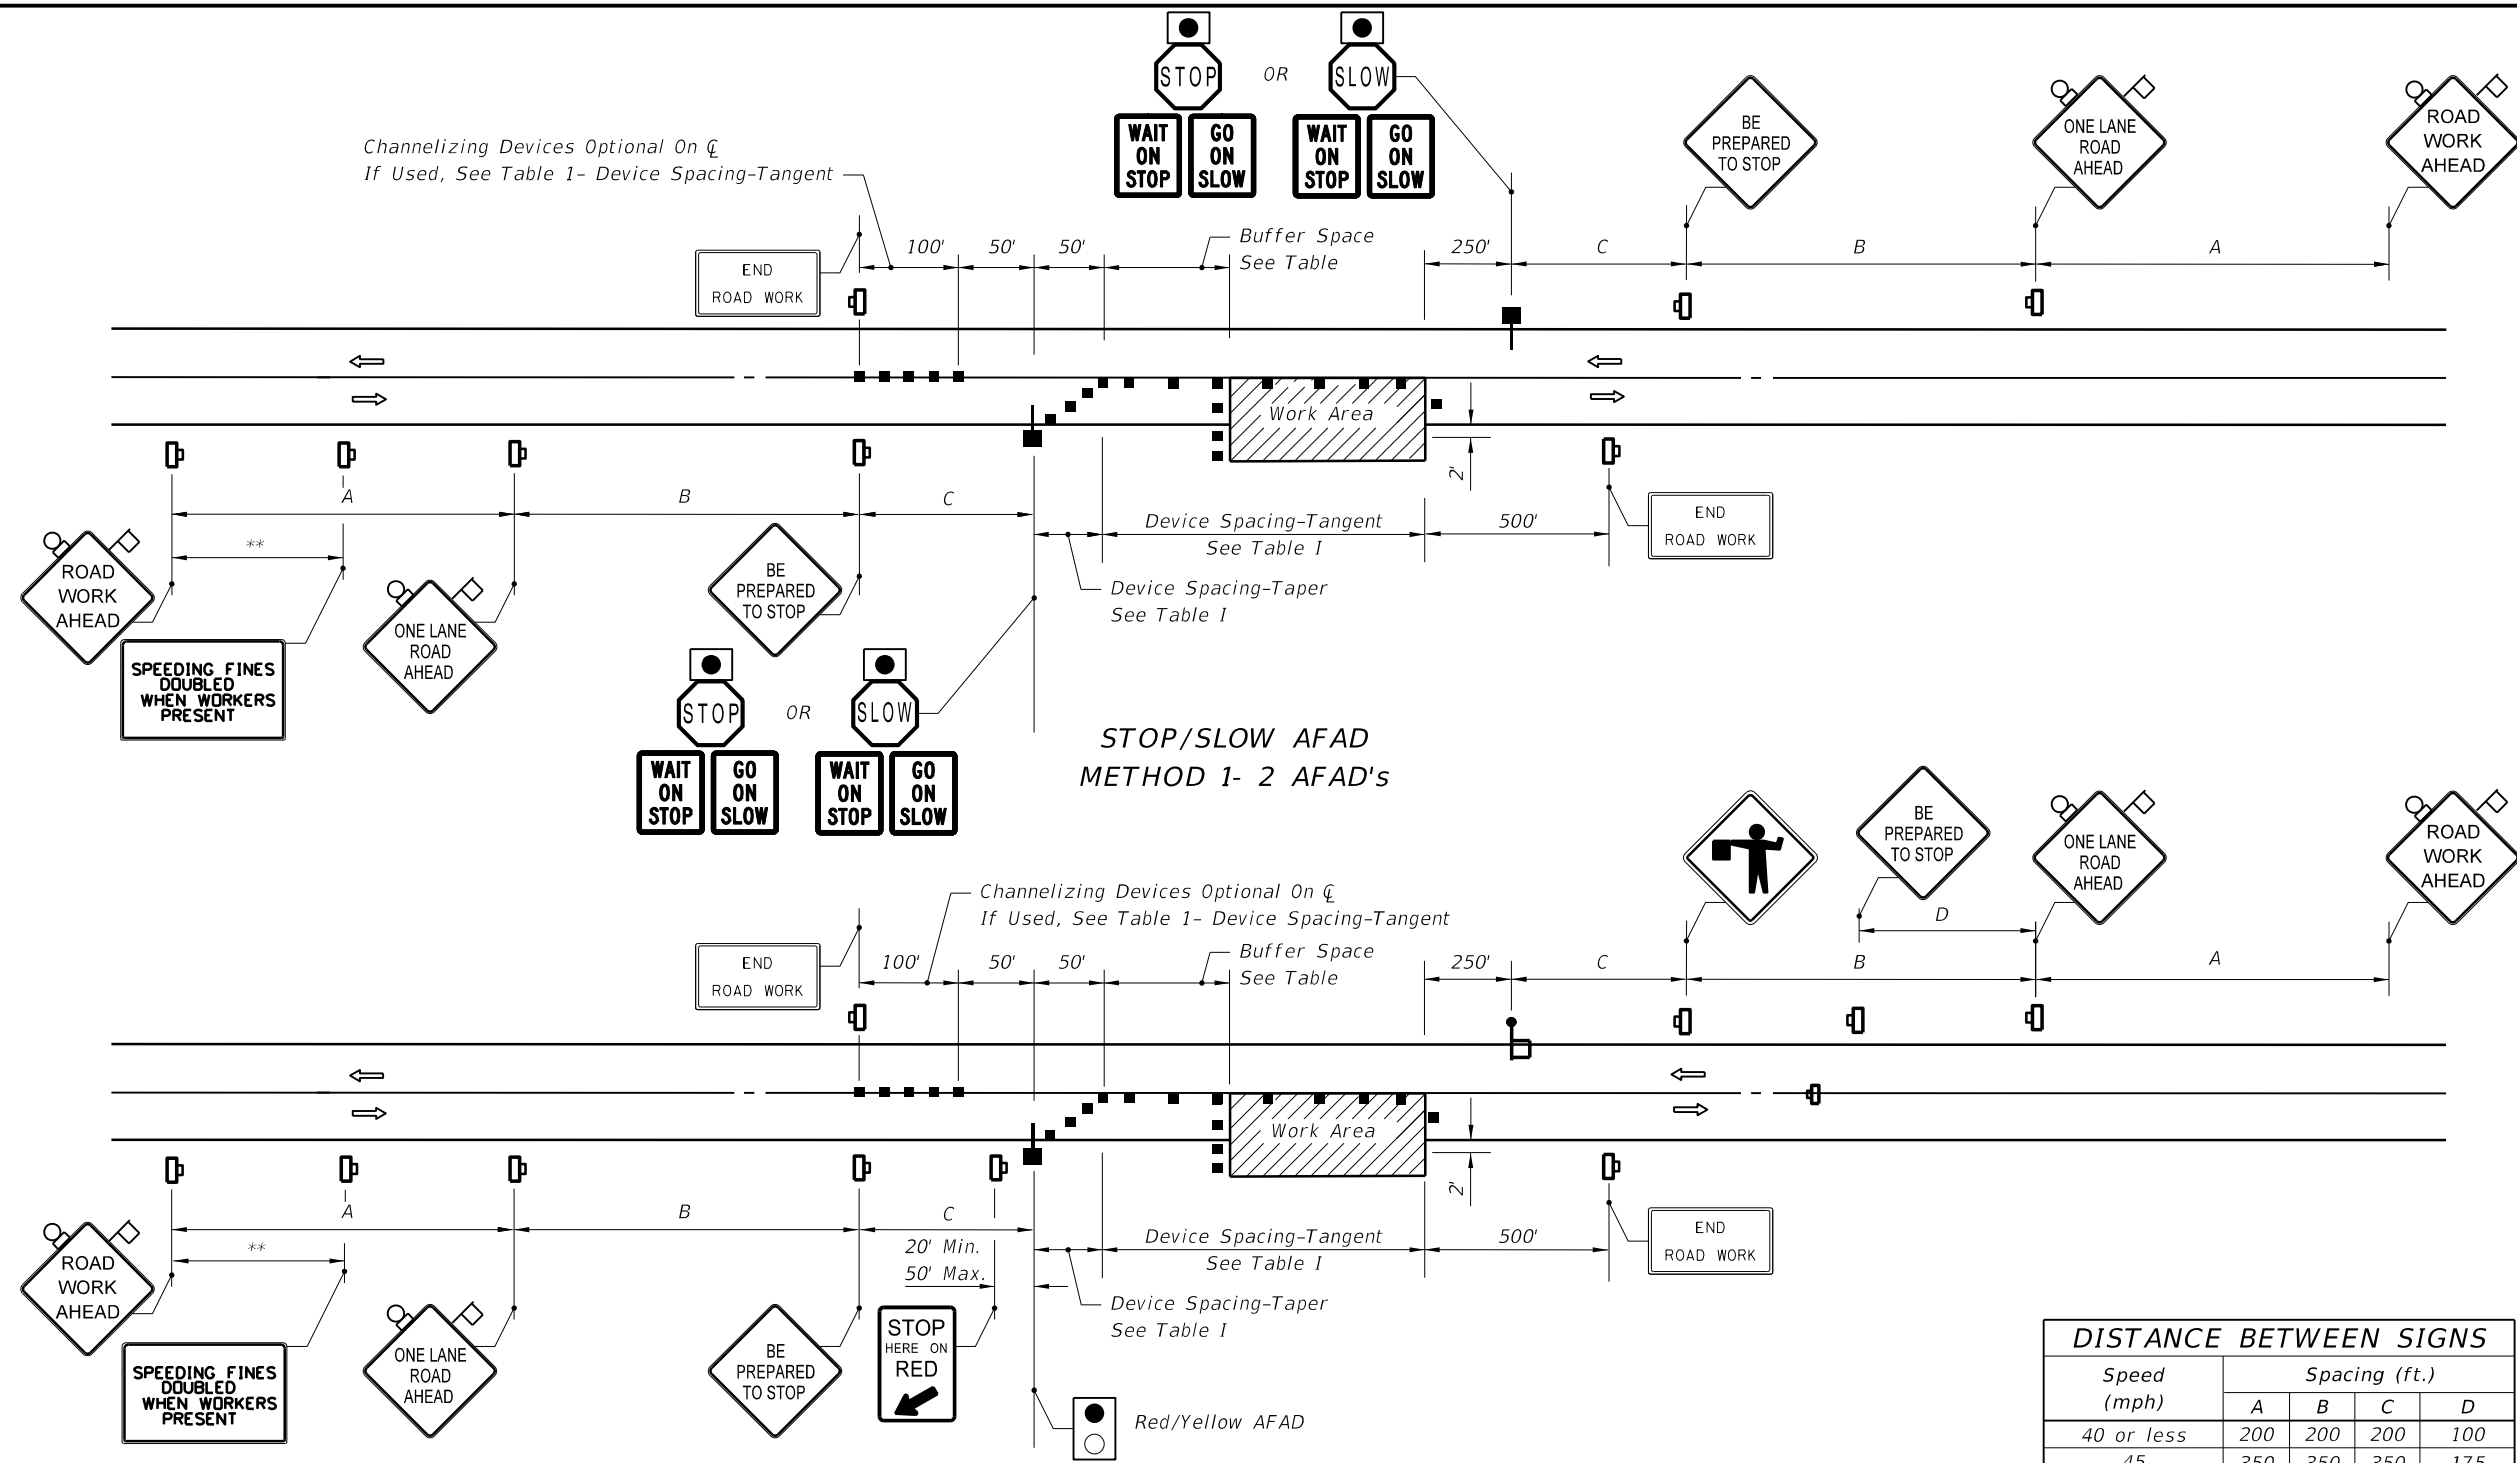 STOP
OR
SLOW
WAIT
ON
STOP
GO
ON
SLOW
WAIT
ON
STOP
GO
ON
SLOW
BE
PREPARED
TO STOP
ONE LANE
ROAD
AHEAD
ROAD
WORK
AHEAD
Channelizing Devices Optional On ℄
If Used, See Table 1- Device Spacing-Tangent
END
ROAD WORK
100'
50'
50'
Buffer Space
See Table
250'
C
B
A
Work Area
2'
A
B
C
**
Device Spacing-Tangent
See Table I
500'
END
ROAD WORK
Device Spacing-Taper
See Table I
ROAD
WORK
AHEAD
SPEEDING FINES
DOUBLED
WHEN WORKERS
PRESENT
ONE LANE
ROAD
AHEAD
BE
PREPARED
TO STOP
STOP
OR
SLOW
WAIT
ON
STOP
GO
ON
SLOW
WAIT
ON
STOP
GO
ON
SLOW
STOP/SLOW AFAD
METHOD 1- 2 AFAD's
BE
PREPARED
TO STOP
ONE LANE
ROAD
AHEAD
ROAD
WORK
AHEAD
Channelizing Devices Optional On ℄
If Used, See Table 1- Device Spacing-Tangent
END
ROAD WORK
100'
50'
50'
Buffer Space
See Table
250'
C
D
B
A
Work Area
2'
A
B
C
**
20' Min.
50' Max.
Device Spacing-Tangent
See Table I
500'
END
ROAD WORK
Device Spacing-Taper
See Table I
ROAD
WORK
AHEAD
SPEEDING FINES
DOUBLED
WHEN WORKERS
PRESENT
ONE LANE
ROAD
AHEAD
BE
PREPARED
TO STOP
STOP
HERE ON
RED
Red/Yellow AFAD
DISTANCE BETWEEN SIGNS
Speed
(mph)
Spacing (ft.)
A B C D
40 or less 200 200 200 100
45 350 350 350 175